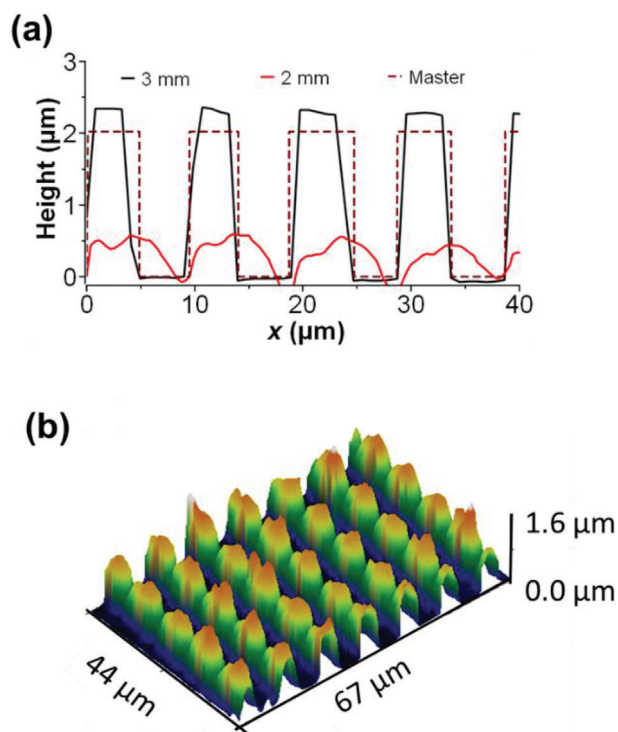 (a)
3 mm 2 mm Master
Height (μm)
3
2
1
0
0 10 20 30 40
x (μm)
(b)
1.6 μm
0.0 μm
44 μm
67 μm